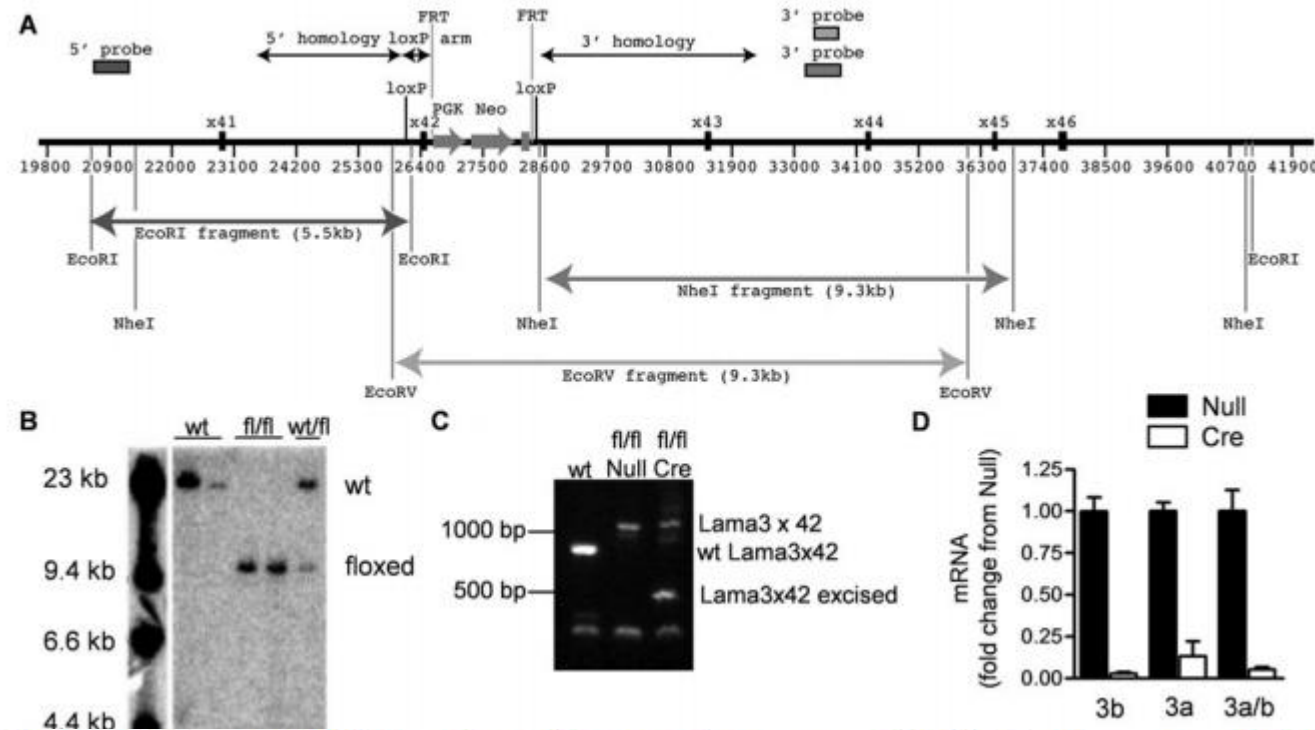 A
FRT FRT
3' probe
5' probe
5' homology loxP arm
3' homology
3' probe
loxP loxP
PGK Neo
x41 x42 x43 x44 x45 x46
19800 20900 22000 23100 24200 25300 26400 27500 28600 29700 30800 31900 33000 34100 35200 36300 37400 38500 39600 40700 41900
EcoRI fragment (5.5kb)
EcoRI EcoRI EcoRI
NheI fragment (9.3kb)
NheI NheI NheI NheI
EcoRV fragment (9.3kb)
EcoRV EcoRV
B
wt fl/fl wt/fl
23 kb
9.4 kb
6.6 kb
4.4 kb
wt
floxed
C
fl/fl fl/fl
wt Null Cre
1000 bp
500 bp
Lama3 x 42
wt Lama3x42
Lama3x42 excised
D
Null
Cre
mRNA
(fold change from Null)
1.25
1.00
0.75
0.50
0.25
0.00
3b 3a 3a/b